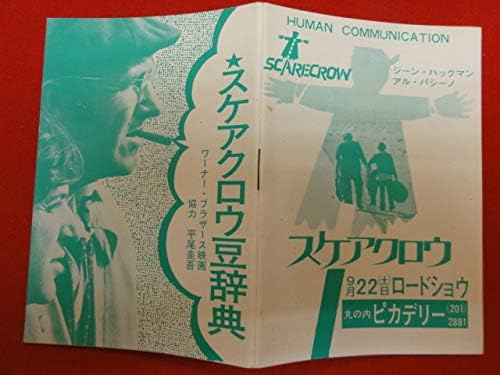 HUMAN COMMUNICATION
SCARECROW
ジーン・ハックマン
アル・パシーノ
スケアクロウ
9月22(土)日ロードショウ
丸の内 ピカデリー (201) 2881
★スケアクロウ豆辞典
ワーナー・ブラザース映画
協力 平尾圭吾